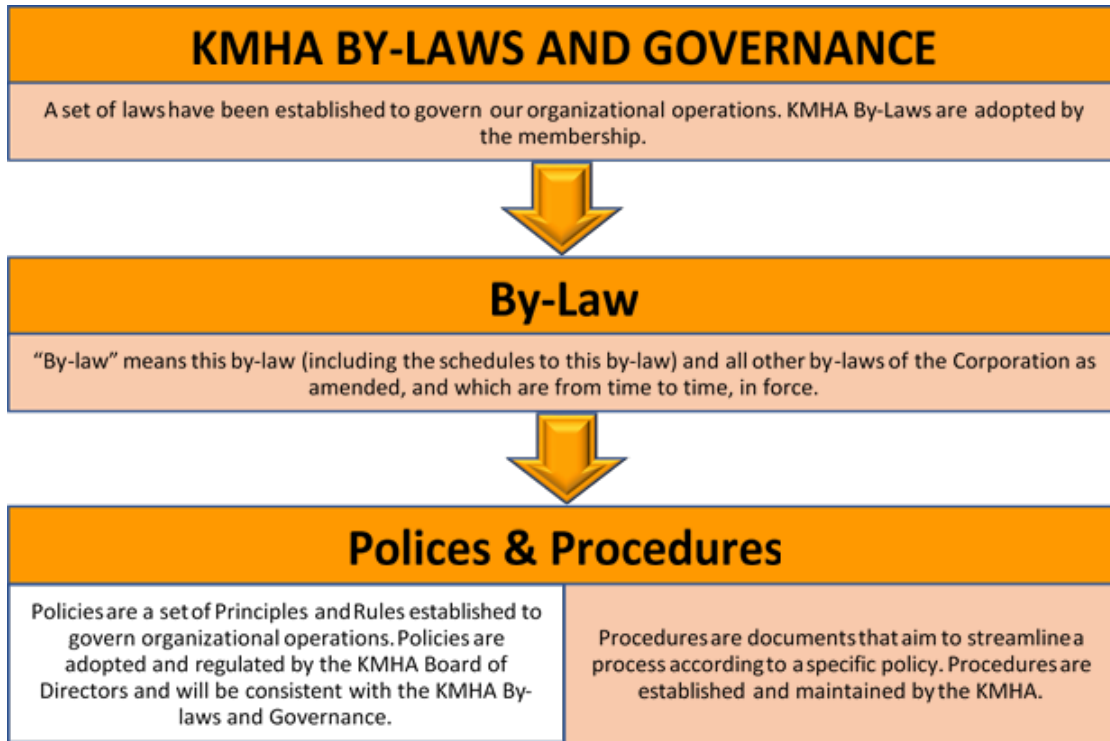 KMHA BY-LAWS AND GOVERNANCE
A set of laws have been established to govern our organizational operations. KMHA By-Laws are adopted by
the membership.
By-Law
“By-law” means this by-law (including the schedules to this by-law) and all other by-laws of the Corporation as
amended, and which are from time to time, in force.
Polices & Procedures
Policies are a set of Principles and Rules established to
govern organizational operations. Policies are
adopted and regulated by the KMHA Board of
Directors and will be consistent with the KMHA By-
laws and Governance.
Procedures are documents that aim to streamline a
process according to a specific policy. Procedures are
established and maintained by the KMHA.